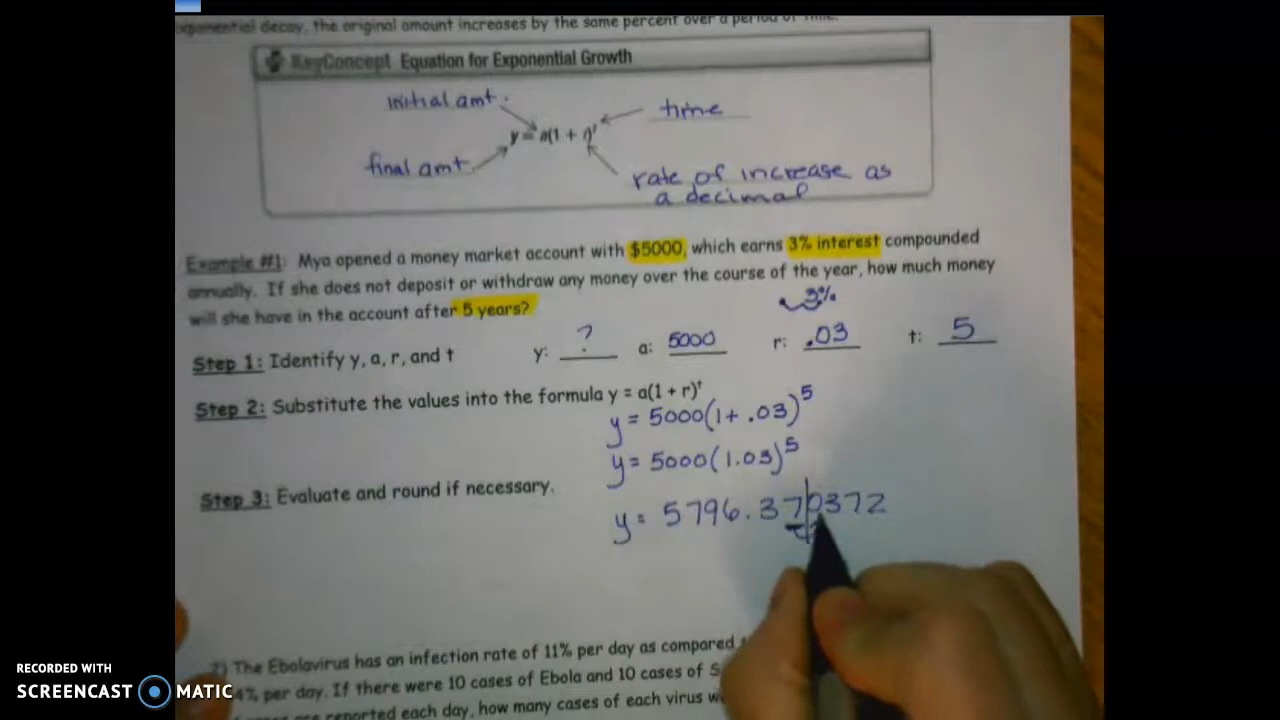 exponential decay, the original amount increases by the same percent over a period of time.
KeyConcept Equation for Exponential Growth
initial amt.
time
y = a(1 + r)ᵗ
final amt.
rate of increase as
a decimal
Example #1: Mya opened a money market account with $5000, which earns 3% interest compounded
annually. If she does not deposit or withdraw any money over the course of the year, how much money
will she have in the account after 5 years?
3%
Step 1: Identify y, a, r, and t y: ? a: 5000 r: .03 t: 5
Step 2: Substitute the values into the formula y = a(1 + r)ᵗ
y = 5000(1 + .03)⁵
y = 5000(1.03)⁵
Step 3: Evaluate and round if necessary.
y = 5796.370372
2) The Ebolavirus has an infection rate of 11% per day as compared
4% per day. If there were 10 cases of Ebola and 10 cases of
are reported each day, how many cases of each virus
RECORDED WITH
SCREENCAST MATIC